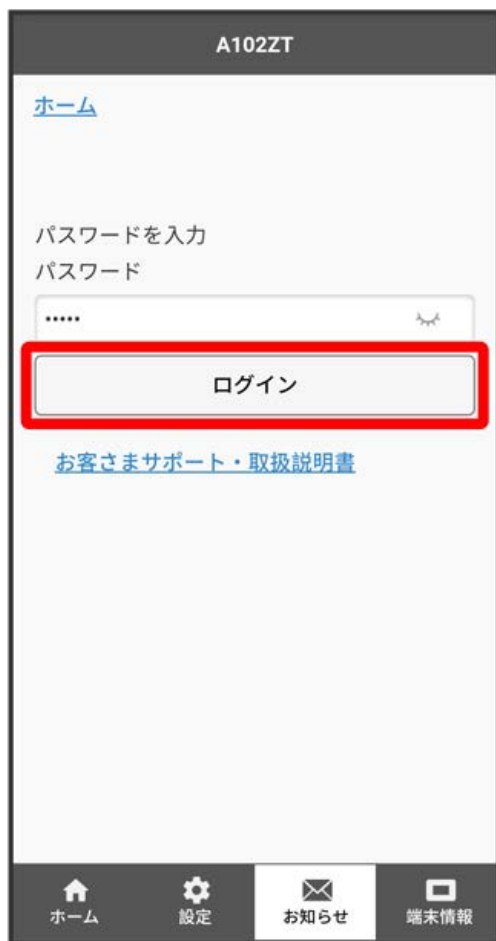 A102ZT
ホーム
パスワードを入力
パスワード
•••••
ログイン
お客さまサポート・取扱説明書
ホーム
設定
お知らせ
端末情報